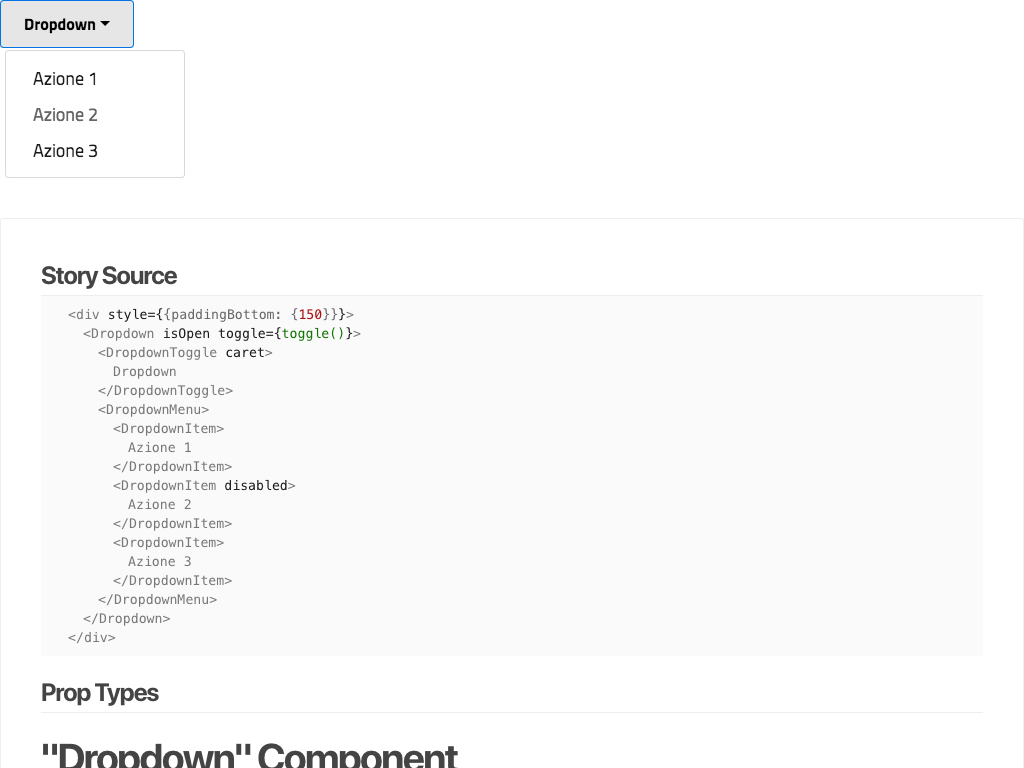 Dropdown
Azione 1
Azione 2
Azione 3
Story Source
<div style={{paddingBottom: {150}}}>
<Dropdown isOpen toggle={toggle()}>
<DropdownToggle caret>
Dropdown
</DropdownToggle>
<DropdownMenu>
<DropdownItem>
Azione 1
</DropdownItem>
<DropdownItem disabled>
Azione 2
</DropdownItem>
<DropdownItem>
Azione 3
</DropdownItem>
</DropdownMenu>
</Dropdown>
</div>
Prop Types
"Dropdown" Component